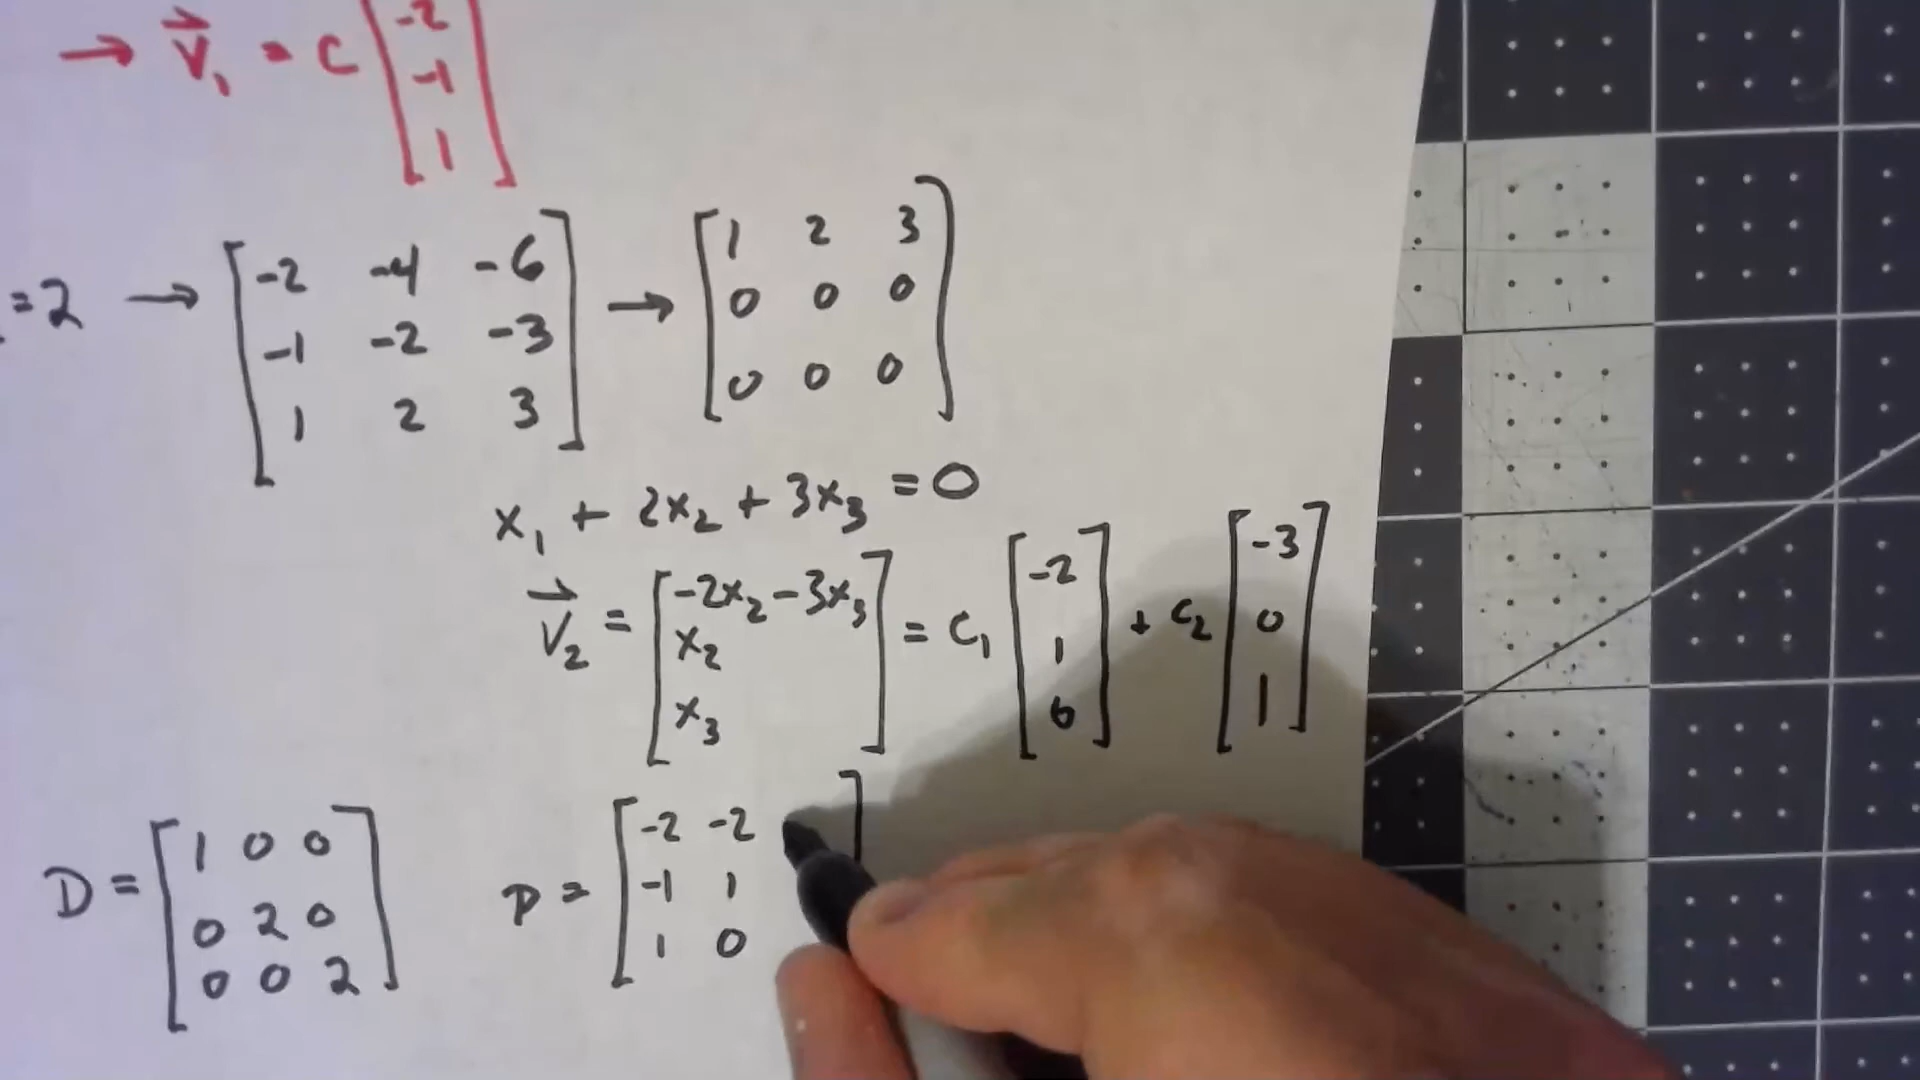 → v⃗₁ = c [-2 -1 1]
=2 → [-2 -4 -6 → [1 2 3
-1 -2 -3 0 0 0
1 2 3] 0 0 0]
x₁ + 2x₂ + 3x₃ = 0
v⃗₂ = [-2x₂-3x₃ x₂ x₃] = c₁ [-2 1 0] + c₂ [-3 0 1]
D = [1 0 0 P = [-2 -2
0 2 0 -1 1
0 0 2] 1 0 ]